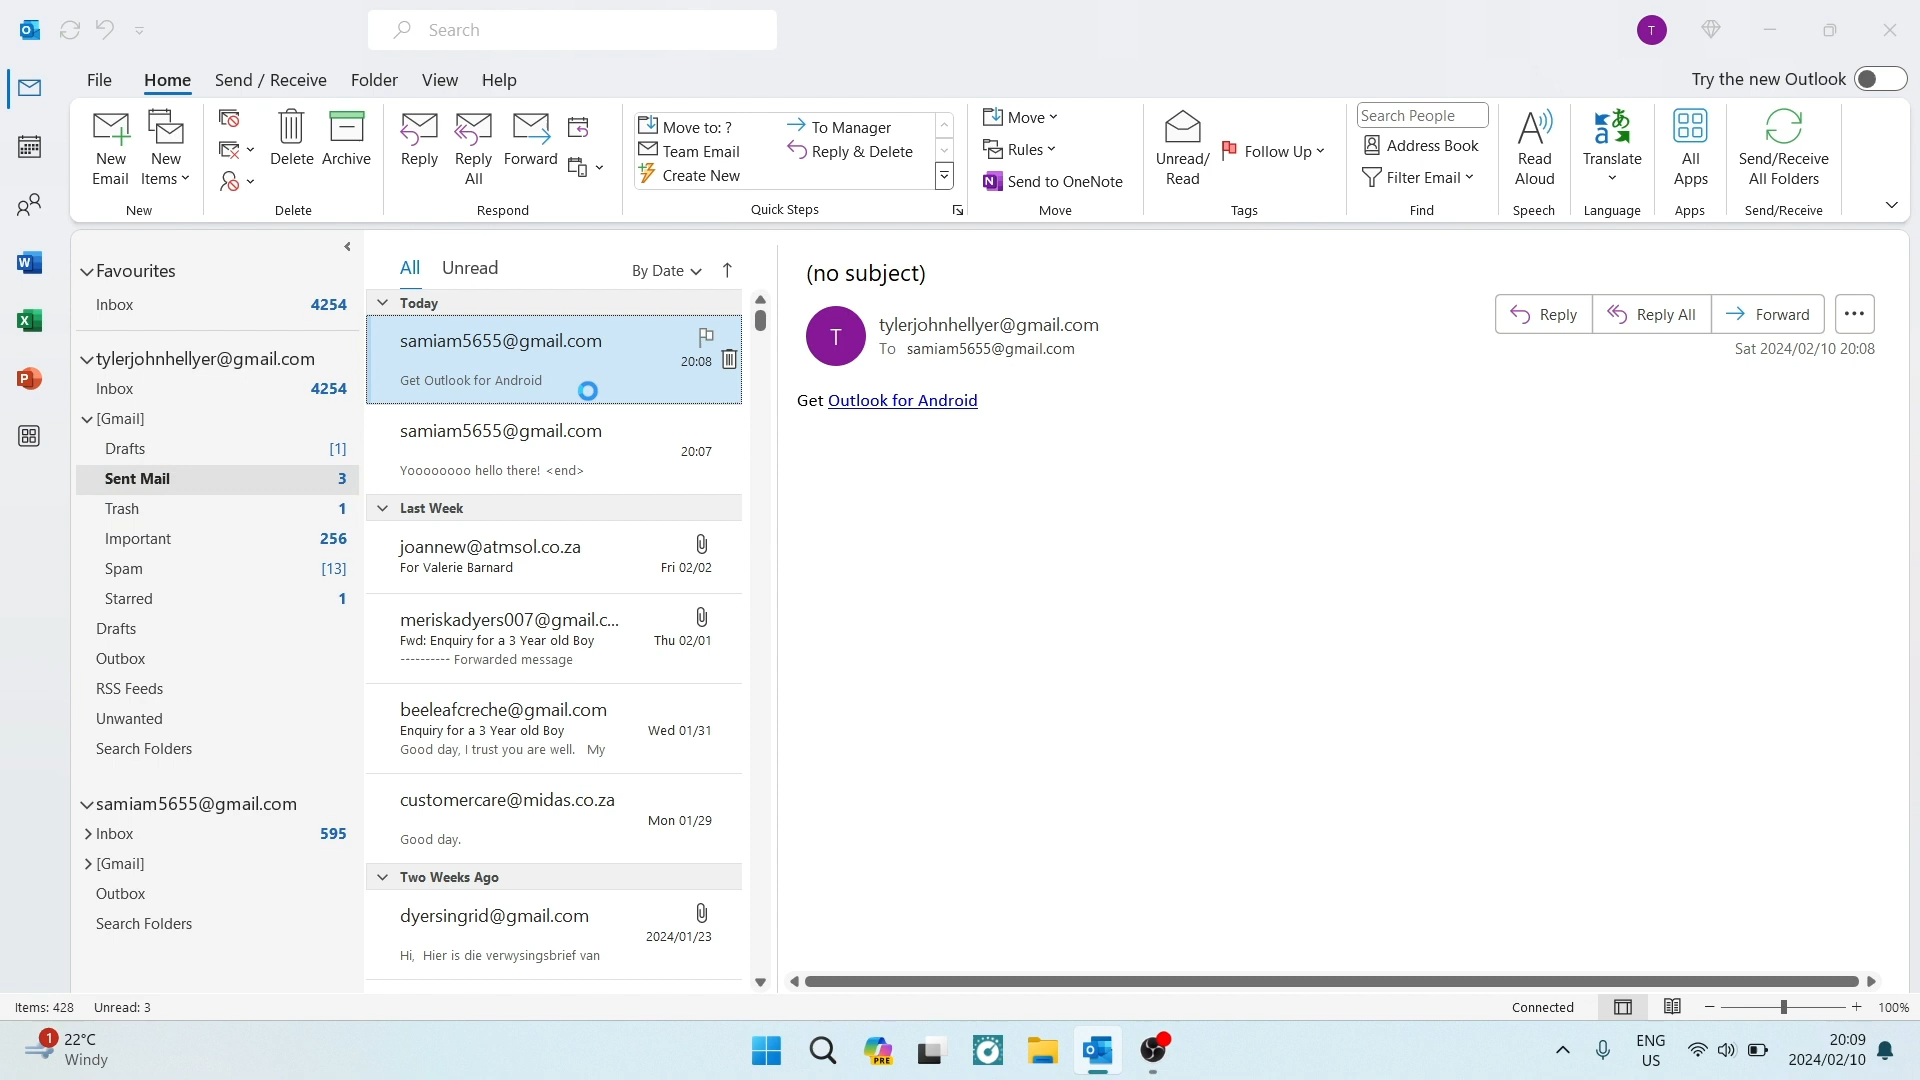 Search
T
File
Home
Send / Receive
Folder
View
Help
Try the new Outlook
New
Email
New
Items
Delete
Archive
Reply
Reply
All
Forward
Move to: ?
Team Email
Create New
To Manager
Reply & Delete
Move
Rules
Send to OneNote
Unread/
Read
Follow Up
Search People
Address Book
Filter Email
Read
Aloud
Translate
All
Apps
Send/Receive
All Folders
New
Delete
Respond
Quick Steps
Move
Tags
Find
Speech
Language
Apps
Send/Receive
Favourites
Inbox 4254
tylerjohnhellyer@gmail.com
Inbox 4254
[Gmail]
Drafts [1]
Sent Mail 3
Trash 1
Important 256
Spam [13]
Starred 1
Drafts
Outbox
RSS Feeds
Unwanted
Search Folders
samiam5655@gmail.com
Inbox 595
[Gmail]
Outbox
Search Folders
All
Unread
By Date
Today
samiam5655@gmail.com
20:08
Get Outlook for Android
samiam5655@gmail.com
20:07
Yoooooooo hello there! <end>
Last Week
joannew@atmsol.co.za
For Valerie Barnard Fri 02/02
meriskadyers007@gmail.c...
Fwd: Enquiry for a 3 Year old Boy Thu 02/01
---------- Forwarded message
beeleafcreche@gmail.com
Enquiry for a 3 Year old Boy Wed 01/31
Good day, I trust you are well. My
customercare@midas.co.za
Mon 01/29
Good day.
Two Weeks Ago
dyersingrid@gmail.com
2024/01/23
Hi, Hier is die verwysingsbrief van
(no subject)
T
tylerjohnhellyer@gmail.com
To samiam5655@gmail.com
Reply
Reply All
Forward
Sat 2024/02/10 20:08
Get Outlook for Android
Items: 428 Unread: 3
Connected
100%
1
22°C
Windy
PRE
ENG
US
20:09
2024/02/10